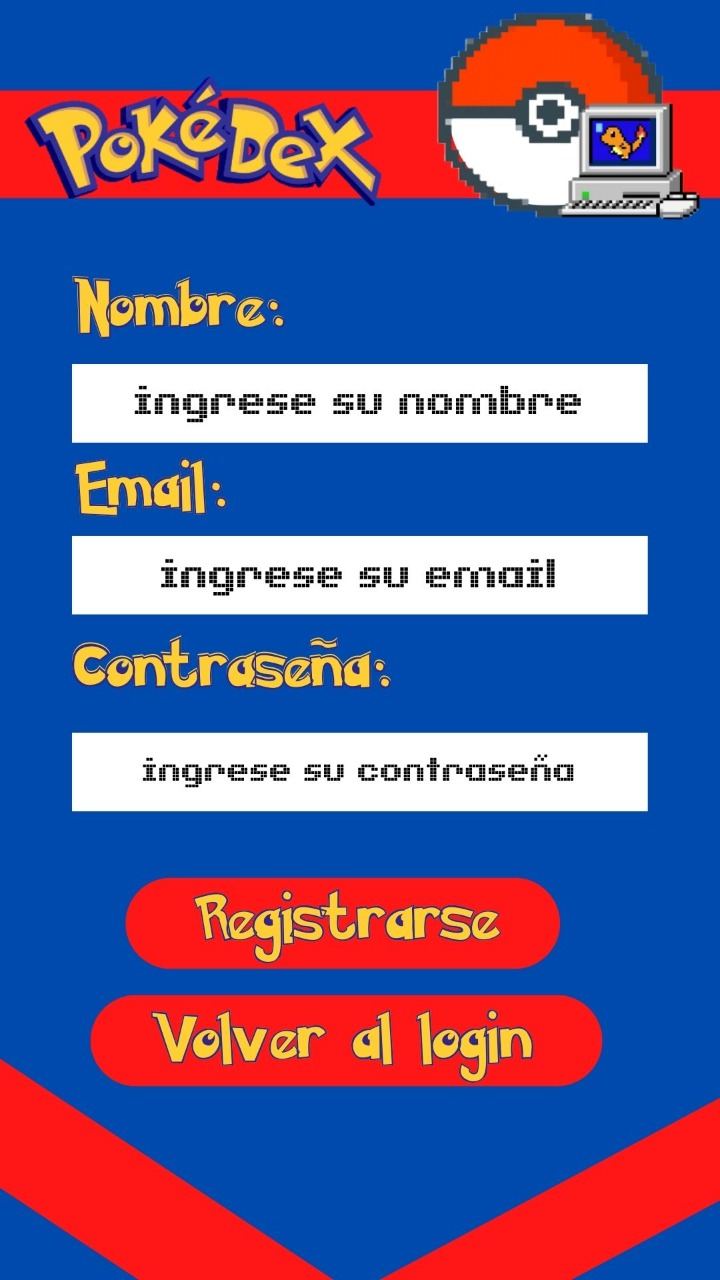 PoKéDeX
Nombre:
ingrese su nombre
Email:
ingrese su email
Contraseña:
ingrese su contraseña
Registrarse
Volver al login